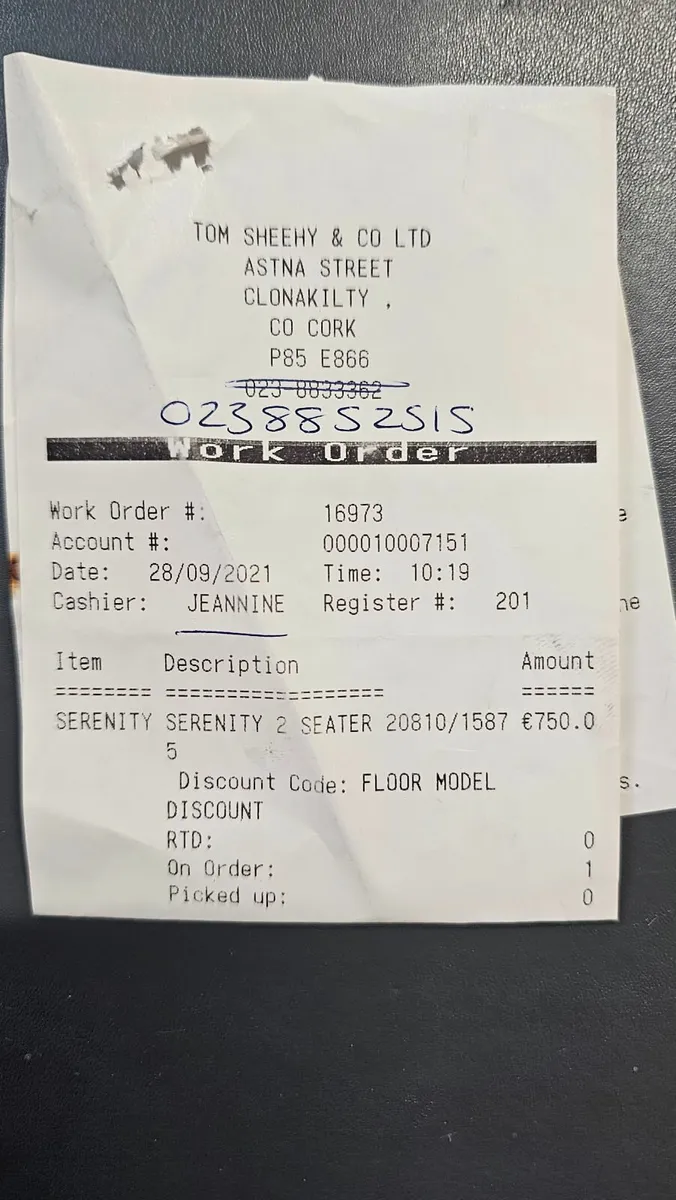 TOM SHEEHY & CO LTD
ASTNA STREET
CLONAKILTY ,
CO CORK
P85 E866
023-8833362
0238852515
Work Order
Work Order #: 16973
Account #: 000010007151
Date: 28/09/2021 Time: 10:19
Cashier: JEANNINE Register #: 201
Item Description Amount
======== ================== ======
SERENITY SERENITY 2 SEATER 20810/1587 €750.0
5
Discount Code: FLOOR MODEL
DISCOUNT
RTD: 0
On Order: 1
Picked up: 0